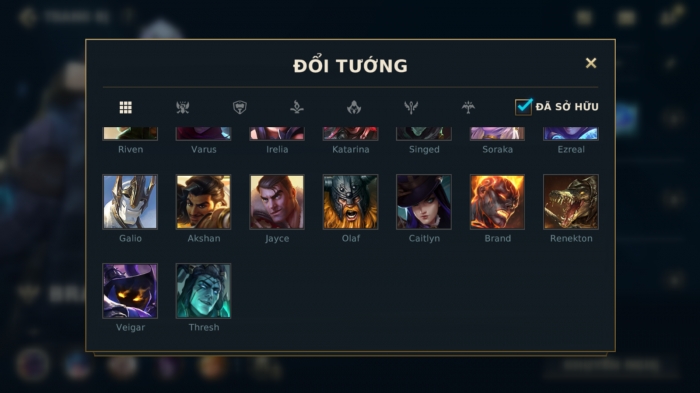 ĐỔI TƯỚNG
ĐÃ SỞ HỮU
Riven Varus Irelia Katarina Singed Soraka Ezreal
Galio Akshan Jayce Olaf Caitlyn Brand Renekton
Veigar Thresh